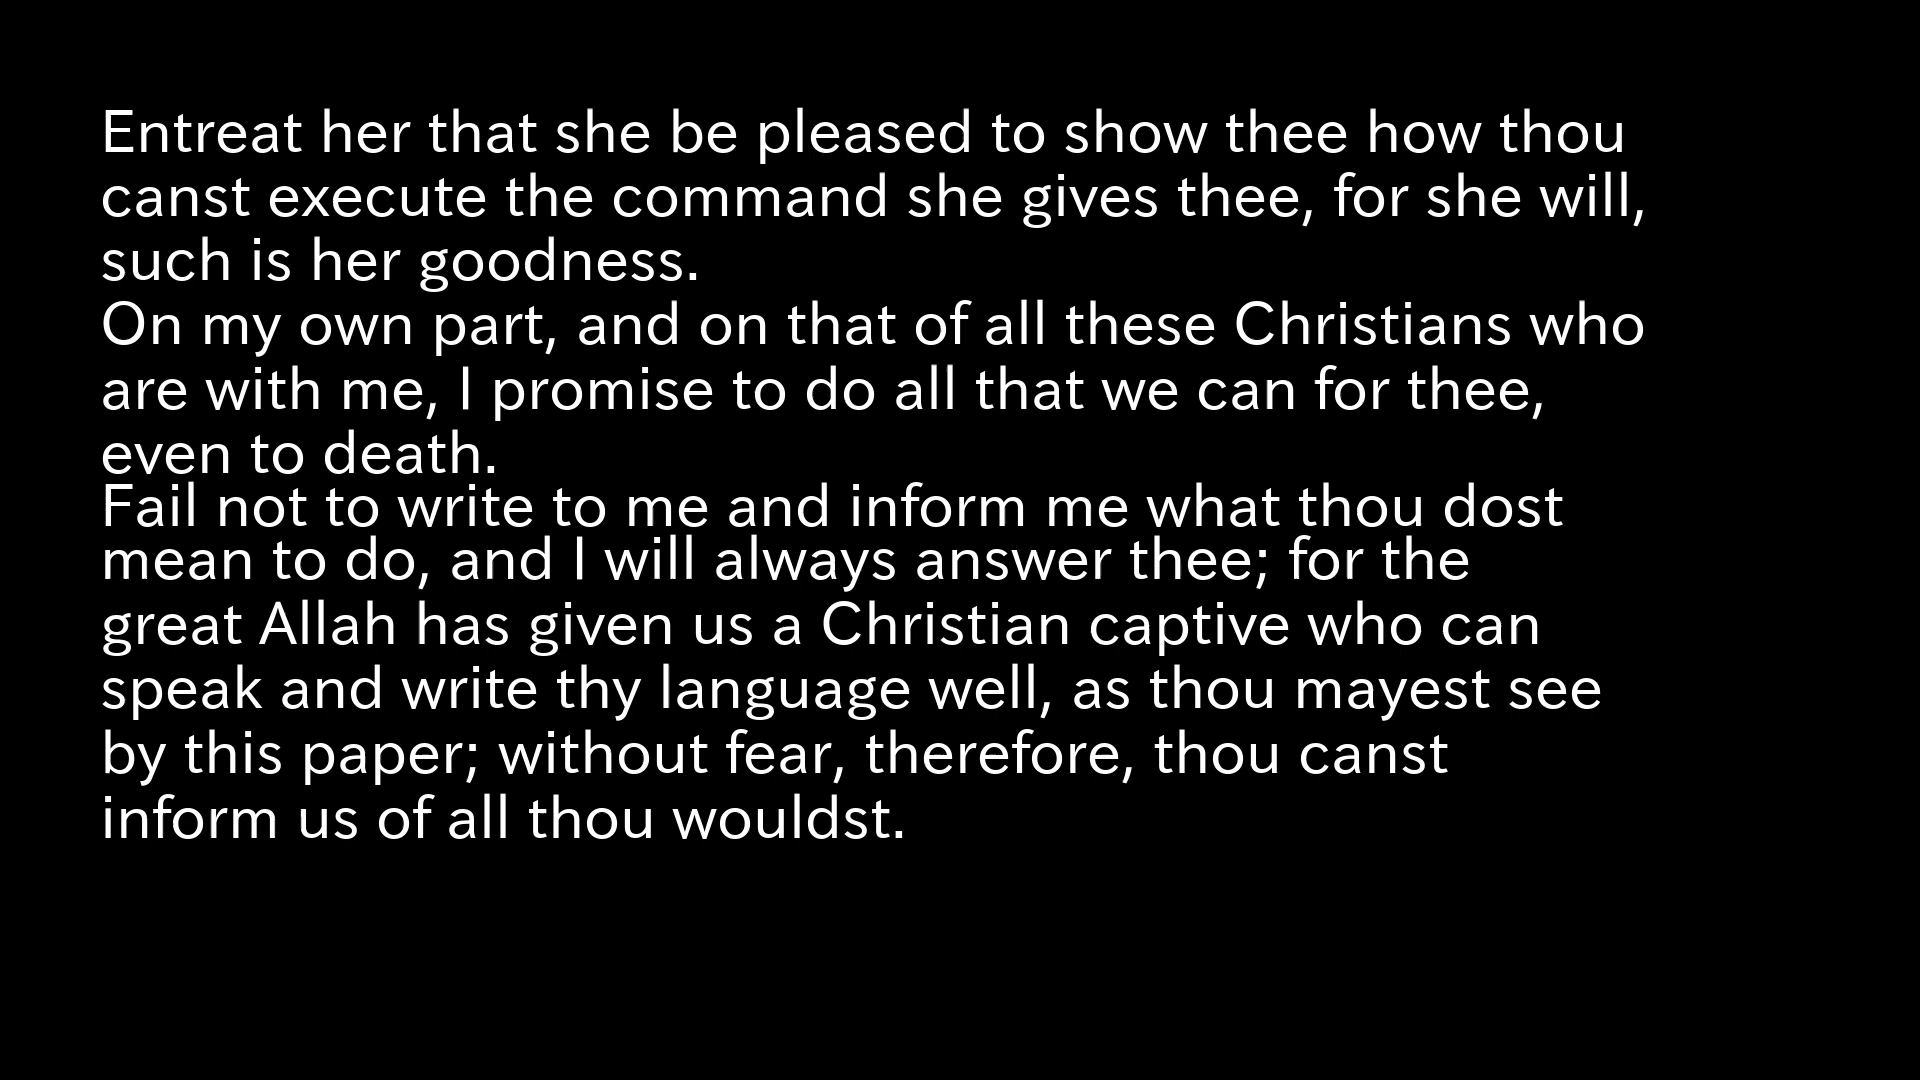 Entreat her that she be pleased to show thee how thou
canst execute the command she gives thee, for she will,
such is her goodness.
On my own part, and on that of all these Christians who
are with me, I promise to do all that we can for thee,
even to death.
Fail not to write to me and inform me what thou dost
mean to do, and I will always answer thee; for the
great Allah has given us a Christian captive who can
speak and write thy language well, as thou mayest see
by this paper; without fear, therefore, thou canst
inform us of all thou wouldst.